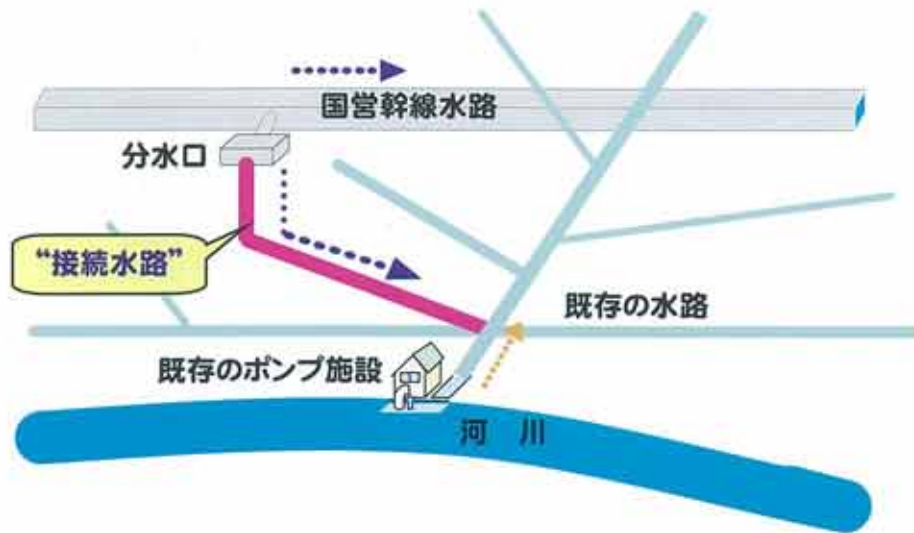 国営幹線水路
分水口
“接続水路”
既存の水路
既存のポンプ施設
河　川